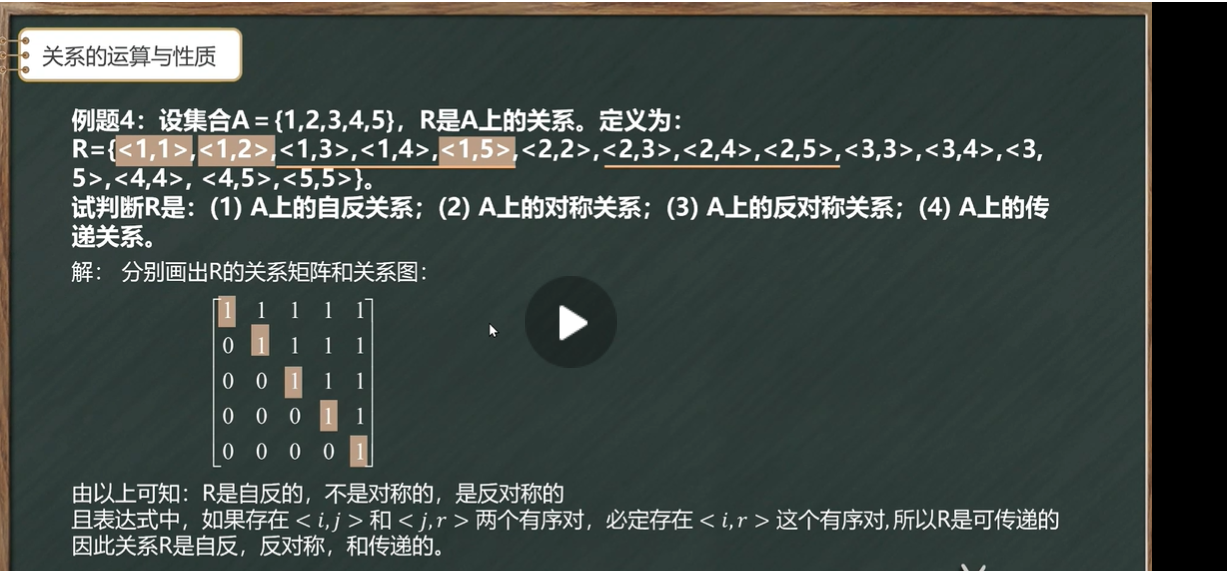 关系的运算与性质
例题4：设集合A＝{1,2,3,4,5}，R是A上的关系。定义为：
R={<1,1>,<1,2>,<1,3>,<1,4>,<1,5>,<2,2>,<2,3>,<2,4>,<2,5>,<3,3>,<3,4>,<3,
5>,<4,4>, <4,5>,<5,5>}。
试判断R是：(1) A上的自反关系；(2) A上的对称关系；(3) A上的反对称关系；(4) A上的传
递关系。
解： 分别画出R的关系矩阵和关系图：
1 1 1 1 1
0 1 1 1 1
0 0 1 1 1
0 0 0 1 1
0 0 0 0 1
由以上可知：R是自反的，不是对称的，是反对称的
且表达式中，如果存在<i,j>和<j,r>两个有序对，必定存在<i,r>这个有序对,所以R是可传递的
因此关系R是自反，反对称，和传递的。